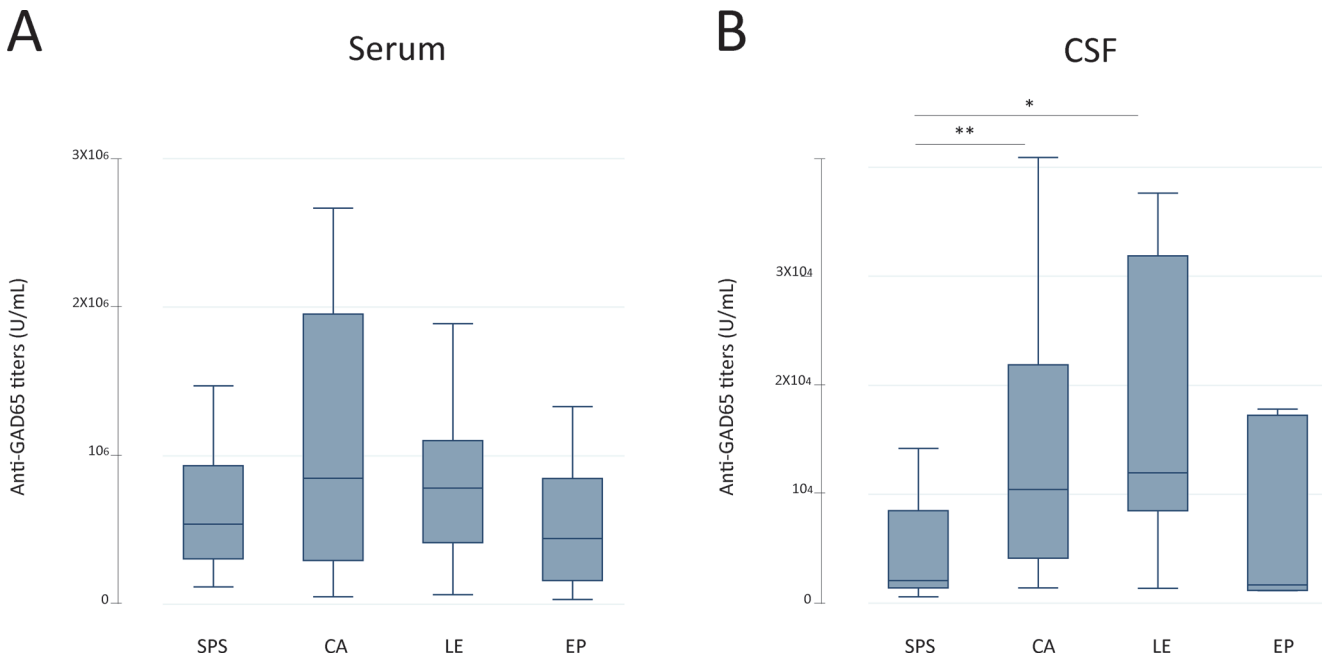 A
Serum
3X10⁶
2X10⁶
10⁶
0
Anti-GAD65 titers (U/mL)
SPS CA LE EP
B
CSF
*
**
3X10⁴
2X10⁴
10⁴
0
Anti-GAD65 titers (U/mL)
SPS CA LE EP